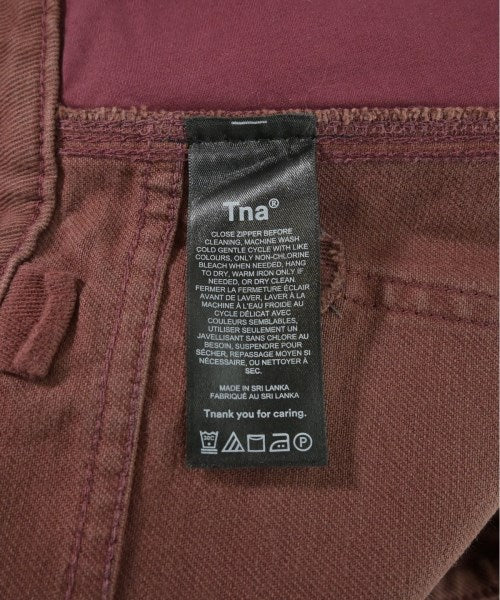 Tna®
CLOSE ZIPPER BEFORE
CLEANING, MACHINE WASH
COLD GENTLE CYCLE WITH LIKE
COLOURS, ONLY NON-CHLORINE
BLEACH WHEN NEEDED, HANG
TO DRY, WARM IRON ONLY IF
NEEDED, OR DRY CLEAN
FERMER LA FERMETURE ÉCLAIR
AVANT DE LAVER, LAVER À LA
MACHINE À L'EAU FROIDE AU
CYCLE DÉLICAT AVEC
COULEURS SEMBLABLES,
UTILISER SEULEMENT UN
JAVELLISANT SANS CHLORE AU
BESOIN, SUSPENDRE POUR
SÉCHER, REPASSAGE MOYEN SI
NÉCESSAIRE, OU NETTOYER À
SEC.
MADE IN SRI LANKA
FABRIQUÉ AU SRI LANKA
Tnank you for caring.
30C P